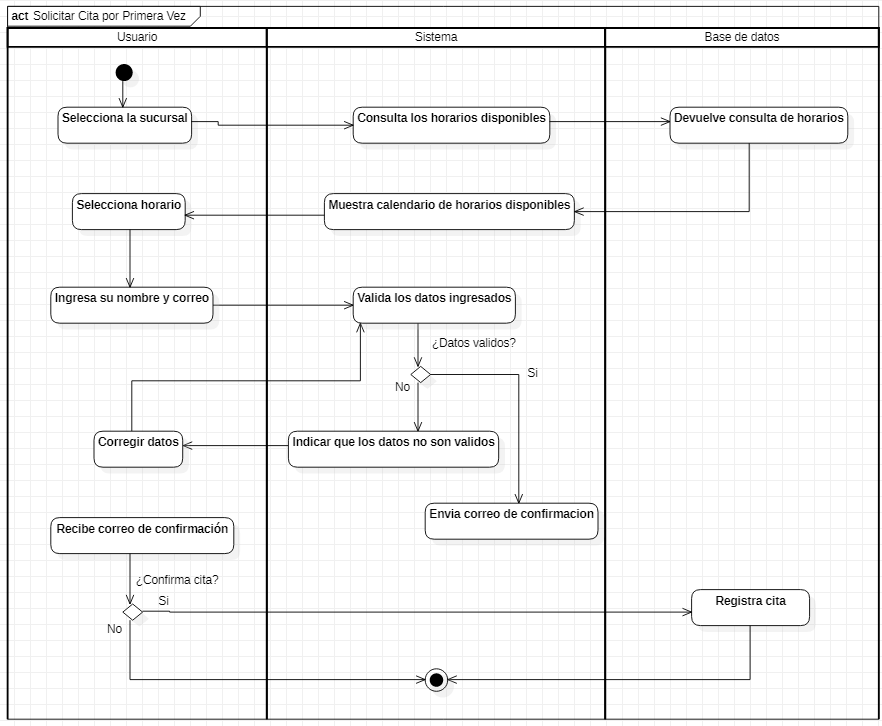 act Solicitar Cita por Primera Vez
Usuario
Sistema
Base de datos
Selecciona la sucursal
Consulta los horarios disponibles
Devuelve consulta de horarios
Selecciona horario
Muestra calendario de horarios disponibles
Ingresa su nombre y correo
Valida los datos ingresados
¿Datos validos?
Si
No
Corregir datos
Indicar que los datos no son validos
Envia correo de confirmacion
Recibe correo de confirmación
¿Confirma cita?
Si
Registra cita
No